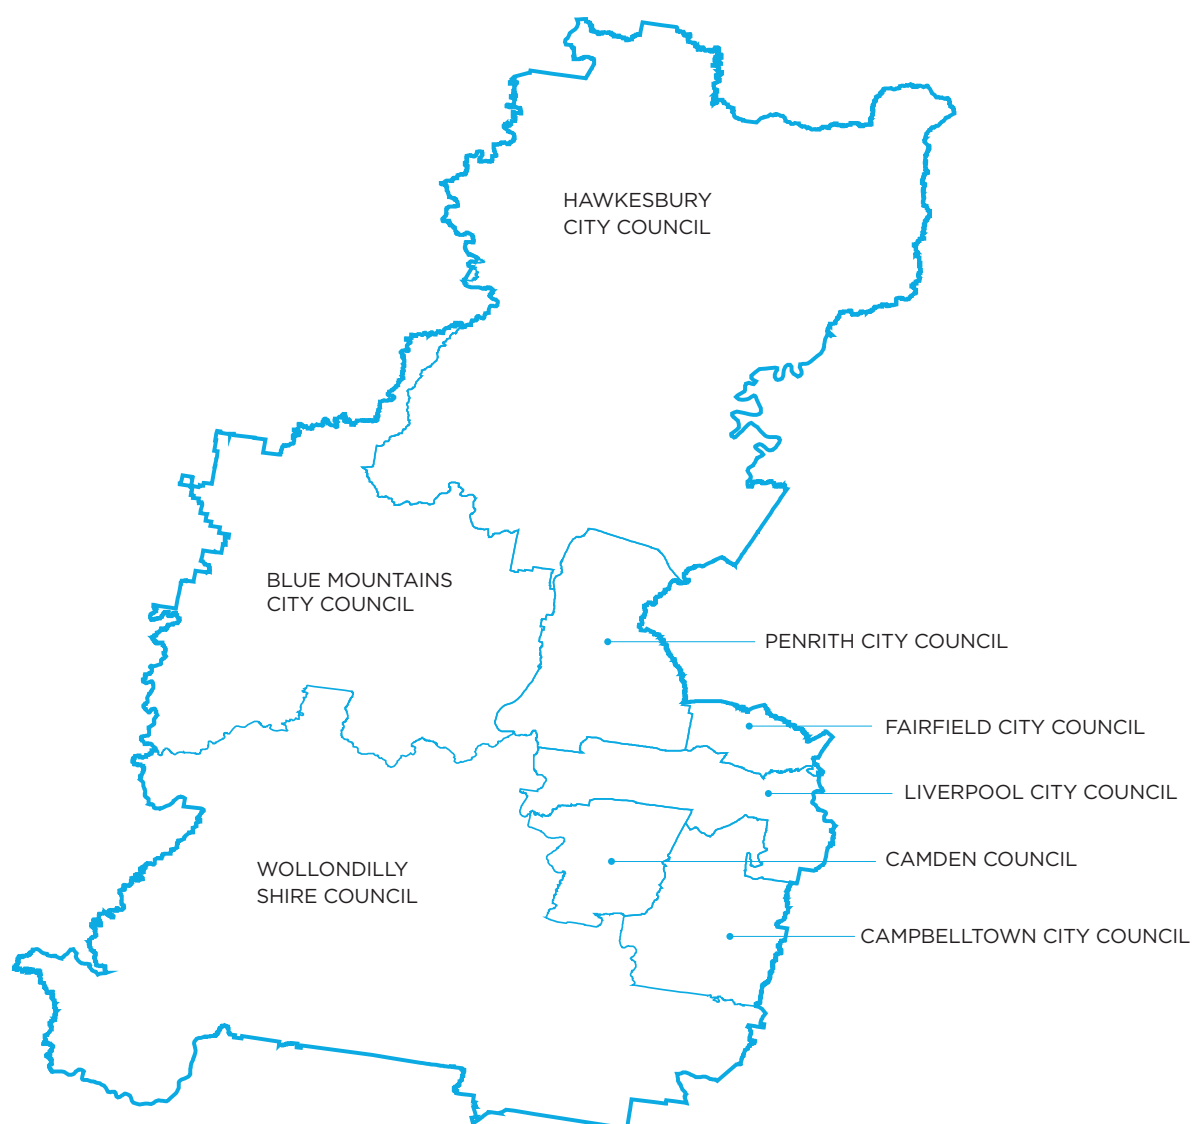 HAWKESBURY
CITY COUNCIL
BLUE MOUNTAINS
CITY COUNCIL
PENRITH CITY COUNCIL
FAIRFIELD CITY COUNCIL
LIVERPOOL CITY COUNCIL
CAMDEN COUNCIL
WOLLONDILLY
SHIRE COUNCIL
CAMPBELLTOWN CITY COUNCIL